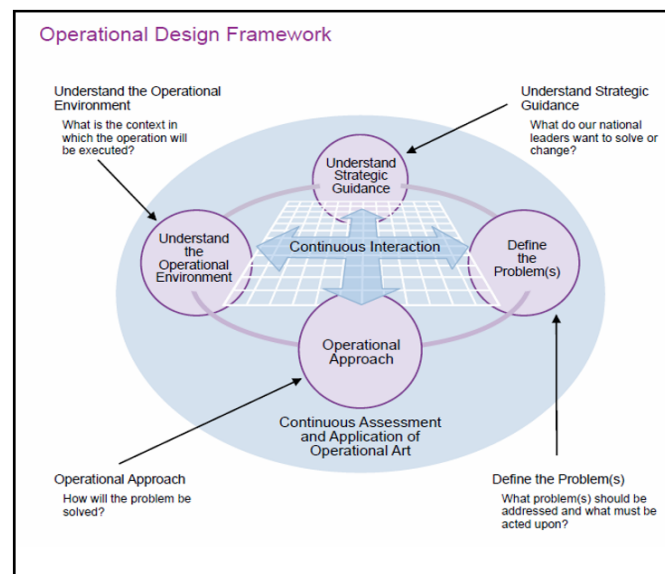 Operational Design Framework
Understand the Operational
Environment
What is the context in
which the operation will
be executed?
Understand Strategic
Guidance
What do our national
leaders want to solve or
change?
Understand
Strategic
Guidance
Understand
the
Operational
Environment
Continuous Interaction
Define
the
Problem(s)
Operational
Approach
Continuous Assessment
and Application of
Operational Art
Operational Approach
How will the problem be
solved?
Define the Problem(s)
What problem(s) should be
addressed and what must be
acted upon?